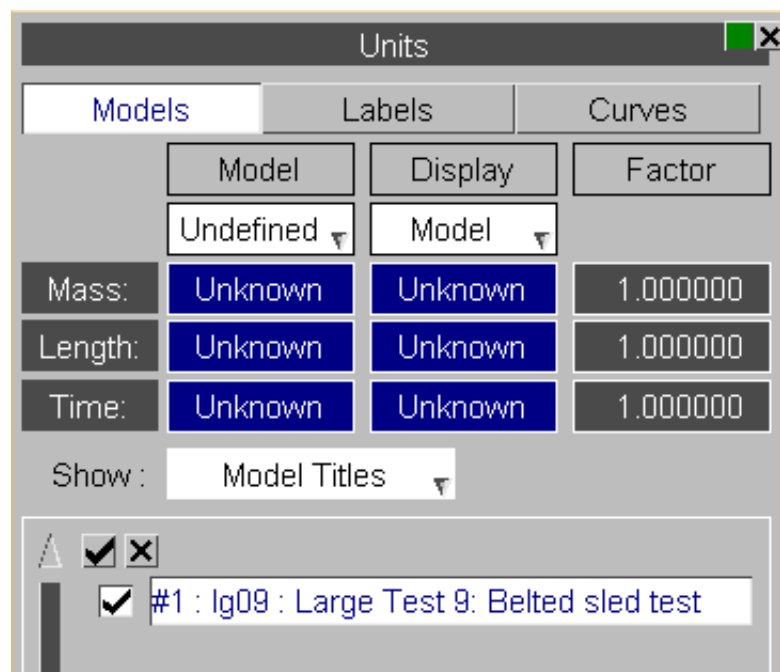 Units
Models Labels Curves
Model Display Factor
Undefined Model
Mass: Unknown Unknown 1.000000
Length: Unknown Unknown 1.000000
Time: Unknown Unknown 1.000000
Show : Model Titles
#1 : lg09 : Large Test 9: Belted sled test